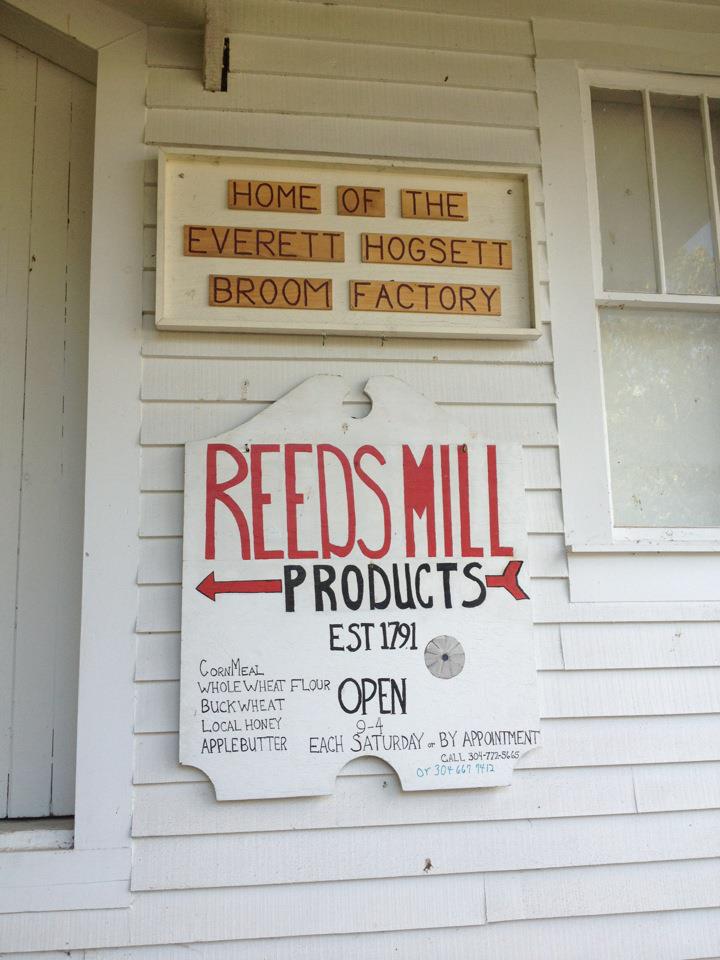 HOME OF THE
EVERETT HOGSETT
BROOM FACTORY
REEDS MILL
PRODUCTS
EST 1791
CORNMEAL
WHOLE WHEAT FLOUR
BUCKWHEAT
LOCAL HONEY
APPLEBUTTER
OPEN
9-4
EACH SATURDAY or BY APPOINTMENT
CALL 304-772-5665
or 304 667 9412